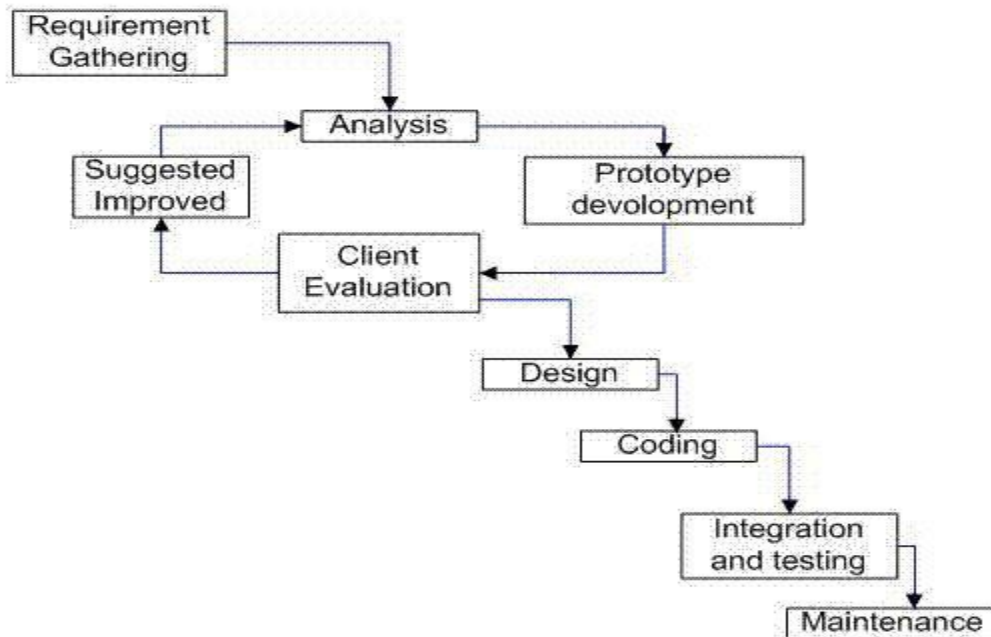 Requirement
Gathering
Analysis
Suggested
Improved
Prototype
devolopment
Client
Evaluation
Design
Coding
Integration
and testing
Maintenance